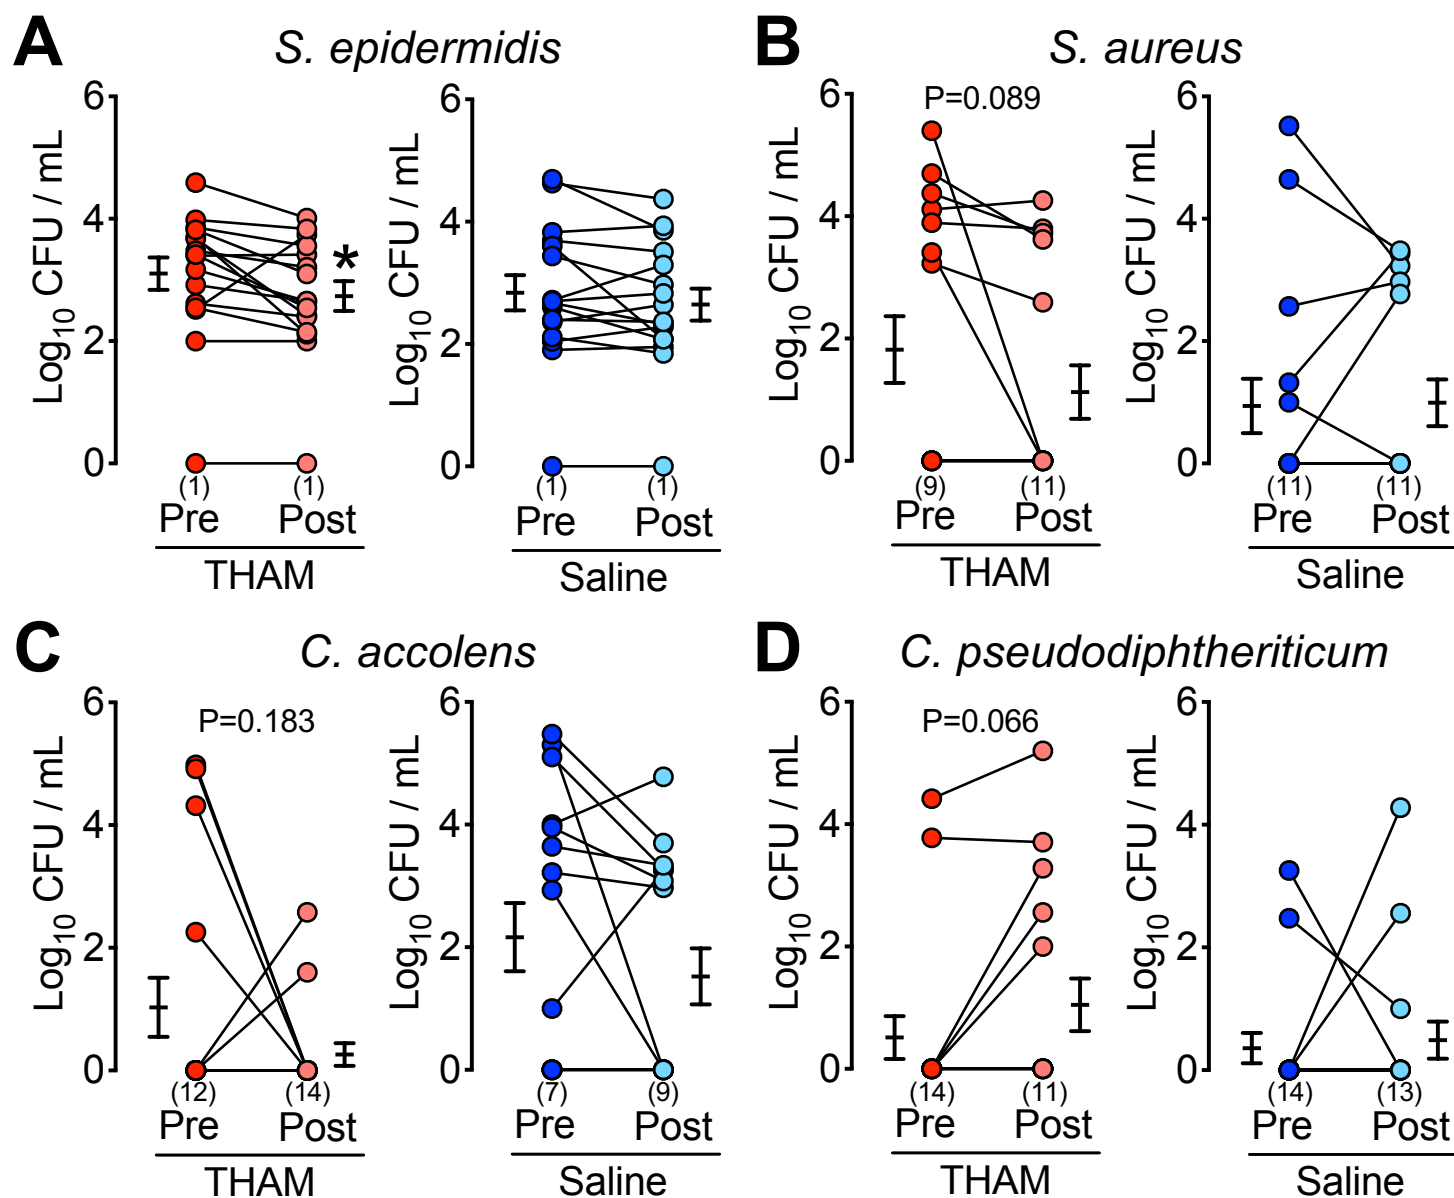 A
S. epidermidis
6
4
2
0
Log10 CFU / mL
*
(1)
(1)
Pre
Post
THAM
6
4
2
0
Log10 CFU / mL
(1)
(1)
Pre
Post
Saline
B
S. aureus
6
4
2
0
Log10 CFU / mL
P=0.089
(9)
(11)
Pre
Post
THAM
6
4
2
0
Log10 CFU / mL
(11)
(11)
Pre
Post
Saline
C
C. accolens
6
4
2
0
Log10 CFU / mL
P=0.183
(12)
(14)
Pre
Post
THAM
6
4
2
0
Log10 CFU / mL
(7)
(9)
Pre
Post
Saline
D
C. pseudodiphtheriticum
6
4
2
0
Log10 CFU / mL
P=0.066
(14)
(11)
Pre
Post
THAM
6
4
2
0
Log10 CFU / mL
(14)
(13)
Pre
Post
Saline